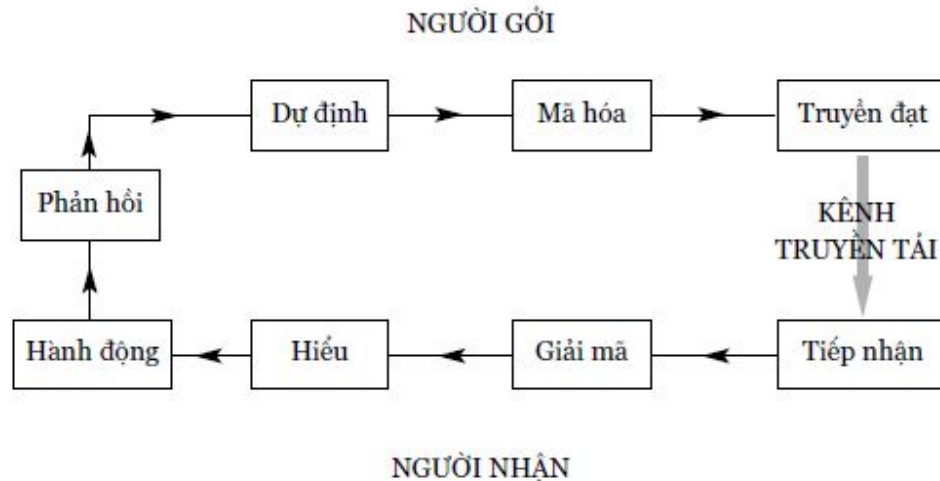 NGƯỜI GỞI
Dự định
Mã hóa
Truyền đạt
Phản hồi
KÊNH
TRUYỀN TẢI
Hành động
Hiểu
Giải mã
Tiếp nhận
NGƯỜI NHẬN